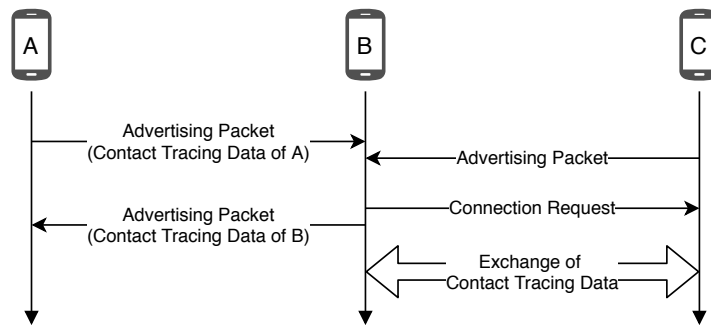 A
B
C
Advertising Packet
(Contact Tracing Data of A)
Advertising Packet
Advertising Packet
(Contact Tracing Data of B)
Connection Request
Exchange of
Contact Tracing Data